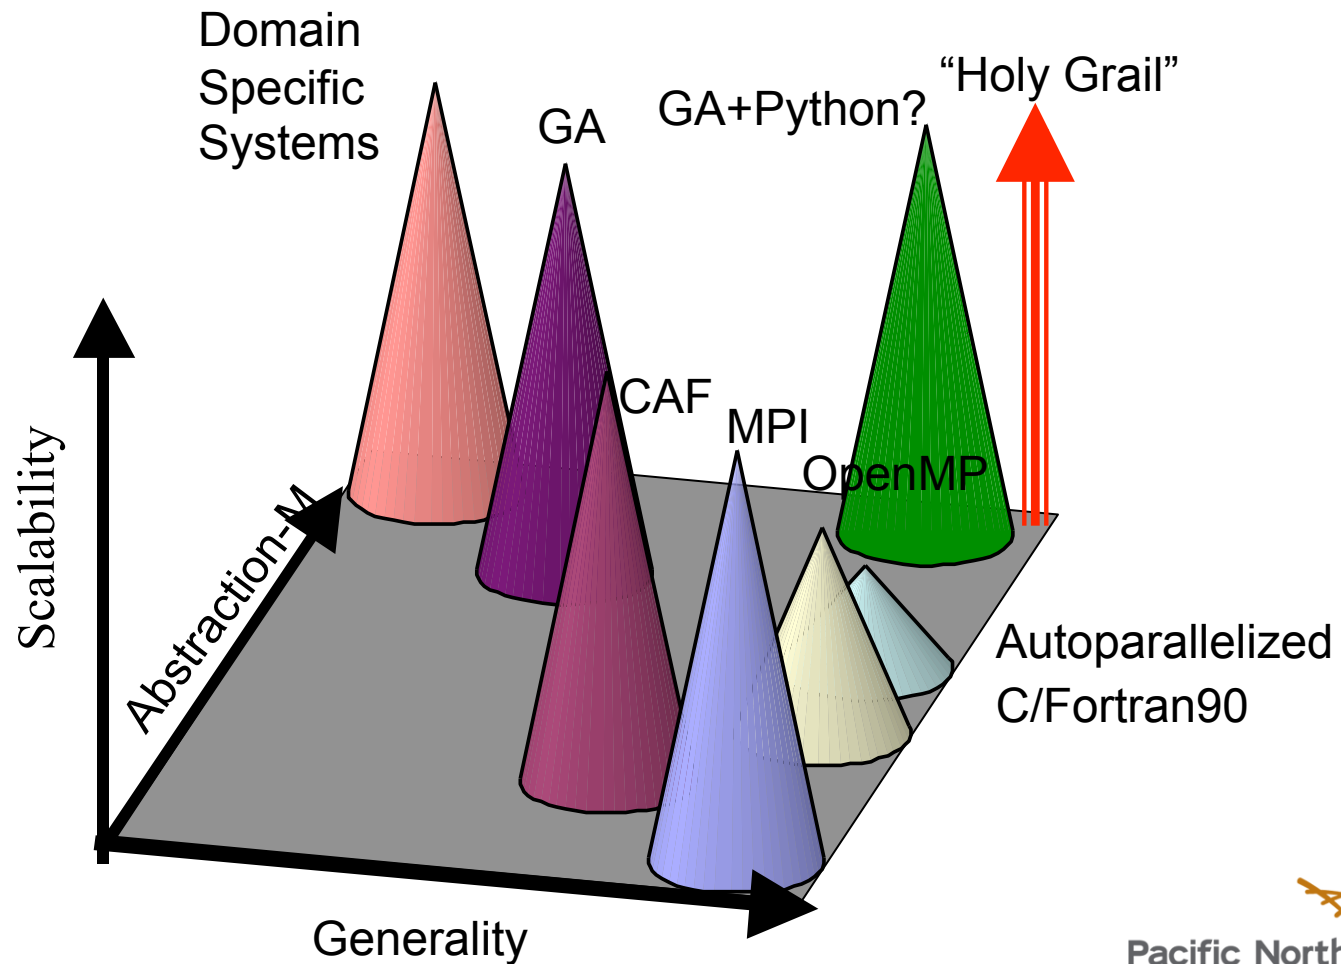 Domain
Specific
Systems
GA
GA+Python?
“Holy Grail”
CAF
MPI
OpenMP
Scalability
Abstraction-M
Autoparallelized
C/Fortran90
Generality
Pacific North